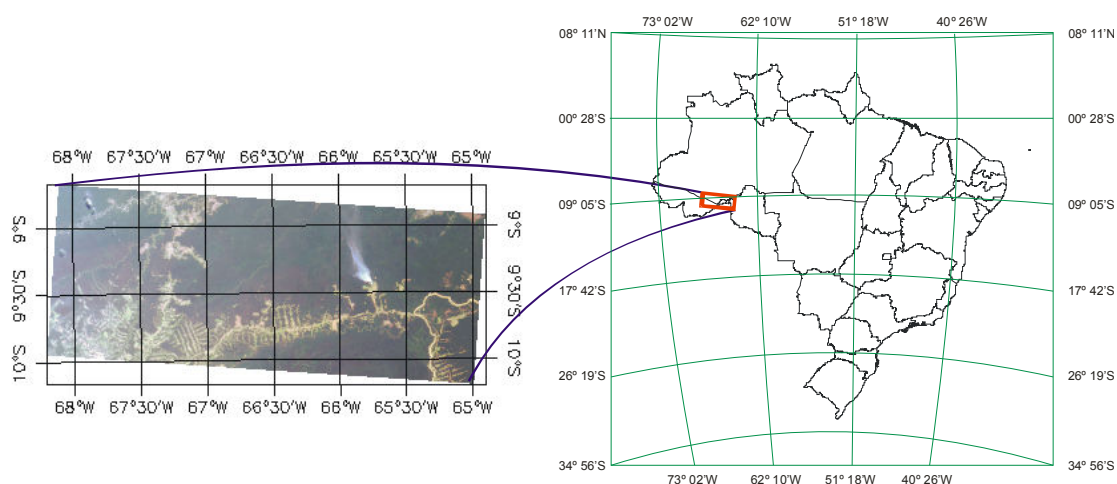 68°W 67°30'W 67°W 66°30'W 66°W 65°30'W 65°W
9°S 9°S
9°30'S 9°30'S
10°S 10°S
68°W 67°30'W 67°W 66°30'W 66°W 65°30'W 65°W
73° 02'W 62° 10'W 51° 18'W 40° 26'W
08° 11'N 08° 11'N
00° 28'S 00° 28'S
09° 05'S 09° 05'S
17° 42'S 17° 42'S
26° 19'S 26° 19'S
34° 56'S 34° 56'S
73° 02'W 62° 10'W 51° 18'W 40° 26'W